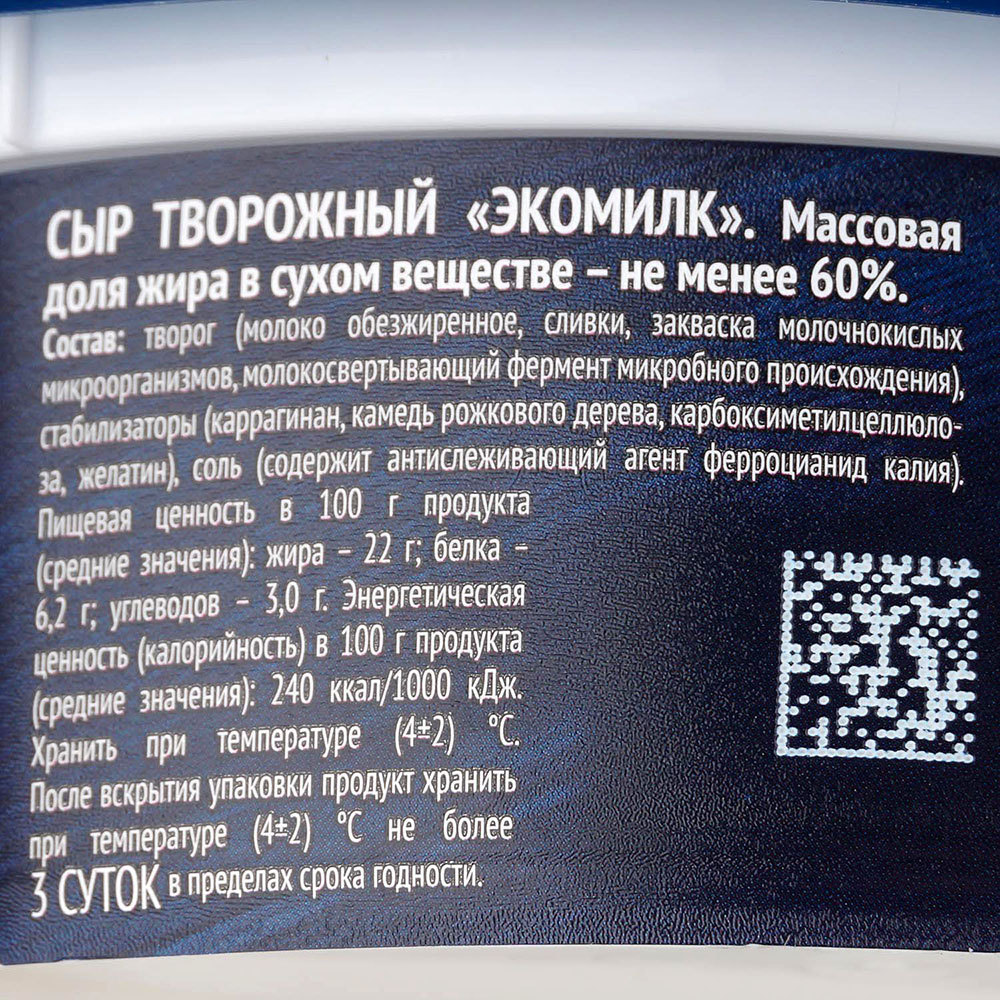 СЫР ТВОРОЖНЫЙ «ЭКОМИЛК». Массовая
доля жира в сухом веществе – не менее 60%.
Состав: творог (молоко обезжиренное, сливки, закваска молочнокислых
микроорганизмов, молокосвертывающий фермент микробного происхождения),
стабилизаторы (каррагинан, камедь рожкового дерева, карбоксиметилцеллюло-
за, желатин), соль (содержит антислеживающий агент ферроцианид калия).
Пищевая ценность в 100 г продукта
(средние значения): жира – 22 г; белка –
6,2 г; углеводов – 3,0 г. Энергетическая
ценность (калорийность) в 100 г продукта
(средние значения): 240 ккал/1000 кДж.
Хранить при температуре (4±2) °С.
После вскрытия упаковки продукт хранить
при температуре (4±2) °С не более
3 СУТОК в пределах срока годности.